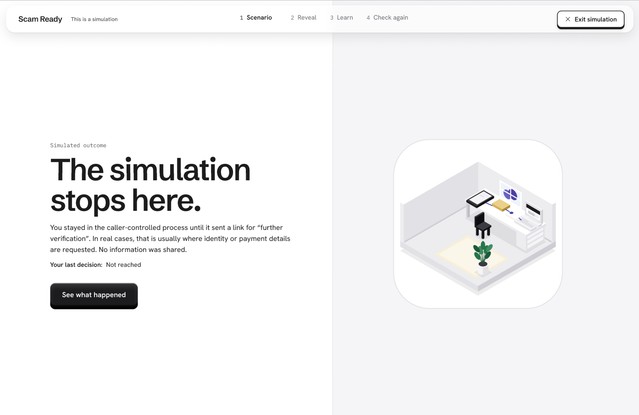 Scam Ready
This is a simulation
1 Scenario
2 Reveal
3 Learn
4 Check again
✕ Exit simulation
Simulated outcome
The simulation
stops here.
You stayed in the caller-controlled process until it sent a link for “further
verification”. In real cases, that is usually where identity or payment details
are requested. No information was shared.
Your last decision: Not reached
See what happened